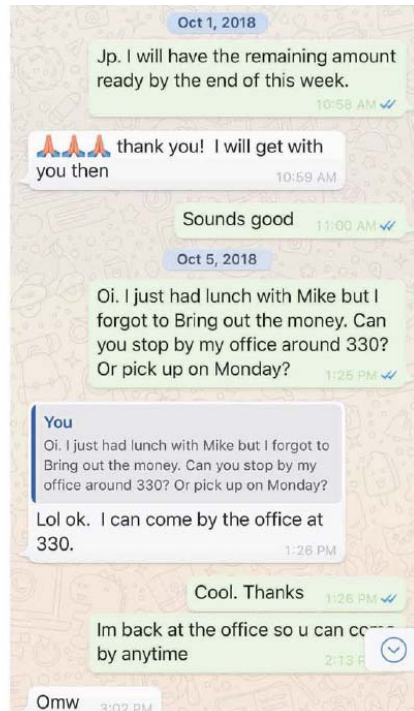 Oct 1, 2018
Jp. I will have the remaining amount
ready by the end of this week.
10:58 AM
🙏🙏🙏 thank you! I will get with
you then
10:59 AM
Sounds good
11:00 AM
Oct 5, 2018
Oi. I just had lunch with Mike but I
forgot to Bring out the money. Can
you stop by my office around 330?
Or pick up on Monday?
1:25 PM
You
Oi. I just had lunch with Mike but I forgot to
Bring out the money. Can you stop by my
office around 330? Or pick up on Monday?
Lol ok. I can come by the office at
330.
1:26 PM
Cool. Thanks
1:26 PM
Im back at the office so u can
by anytime
2:13
Omw
3:02 PM